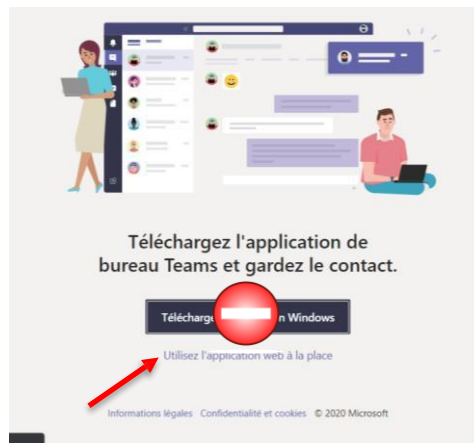 Téléchargez l'application de
bureau Teams et gardez le contact.
Windows
Utilisez l'application web à la place
Informations légales Confidentialité et cookies © 2020 Microsoft